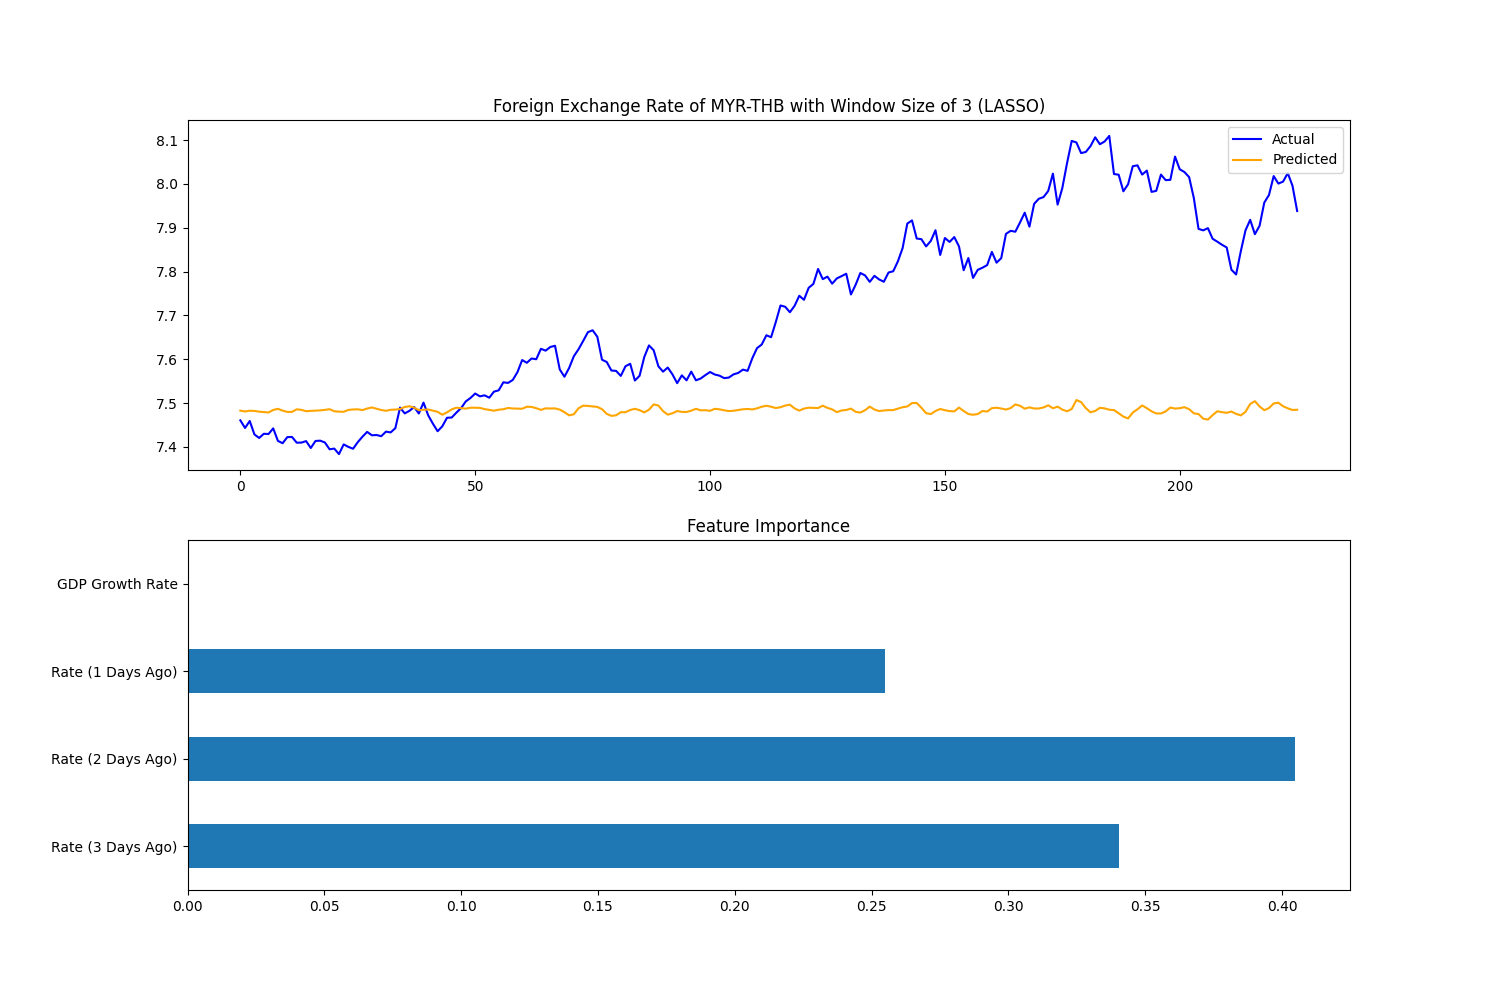 Foreign Exchange Rate of MYR-THB with Window Size of 3 (LASSO)
Actual
Predicted
8.1
8.0
7.9
7.8
7.7
7.6
7.5
7.4
0 50 100 150 200
Feature Importance
GDP Growth Rate
Rate (1 Days Ago)
Rate (2 Days Ago)
Rate (3 Days Ago)
0.00 0.05 0.10 0.15 0.20 0.25 0.30 0.35 0.40